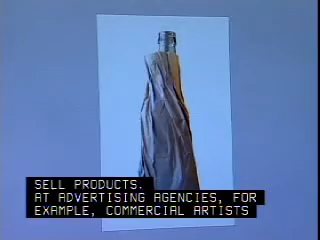 SELL PRODUCTS.
AT ADVERTISING AGENCIES, FOR
EXAMPLE, COMMERCIAL ARTISTS